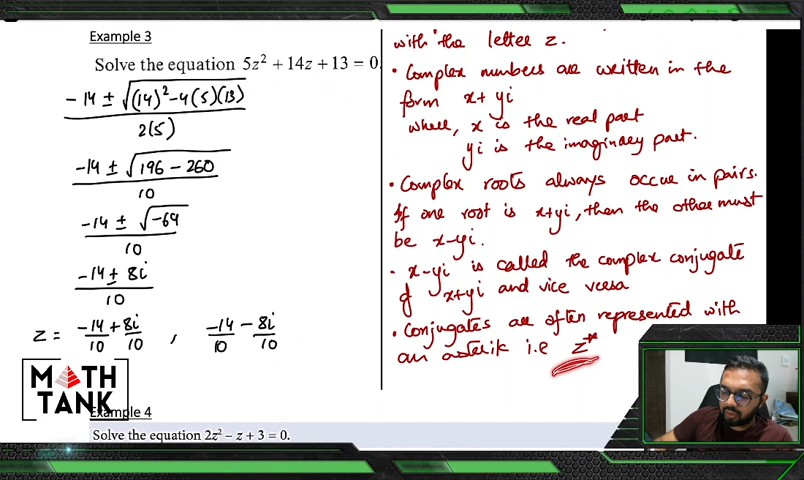 Example 3
Solve the equation 5z² + 14z + 13 = 0.
-14 ± √(14)² - 4(5)(13)
2(5)
-14 ± √196 - 260
10
-14 ± √-64
10
-14 ± 8i
10
z = -14/10 + 8i/10 , -14/10 - 8i/10
MATH
TANK
Example 4
Solve the equation 2z² – z + 3 = 0.
with the letter z.
• Complex numbers are written in the
form x + yi
where, x is the real part
yi is the imaginary part.
• Complex roots always occur in pairs.
If one root is x+yi, then the other must
be x-yi.
• x-yi is called the complex conjugate
of x+yi and vice versa
• Conjugates are often represented with
an asterik i.e z*